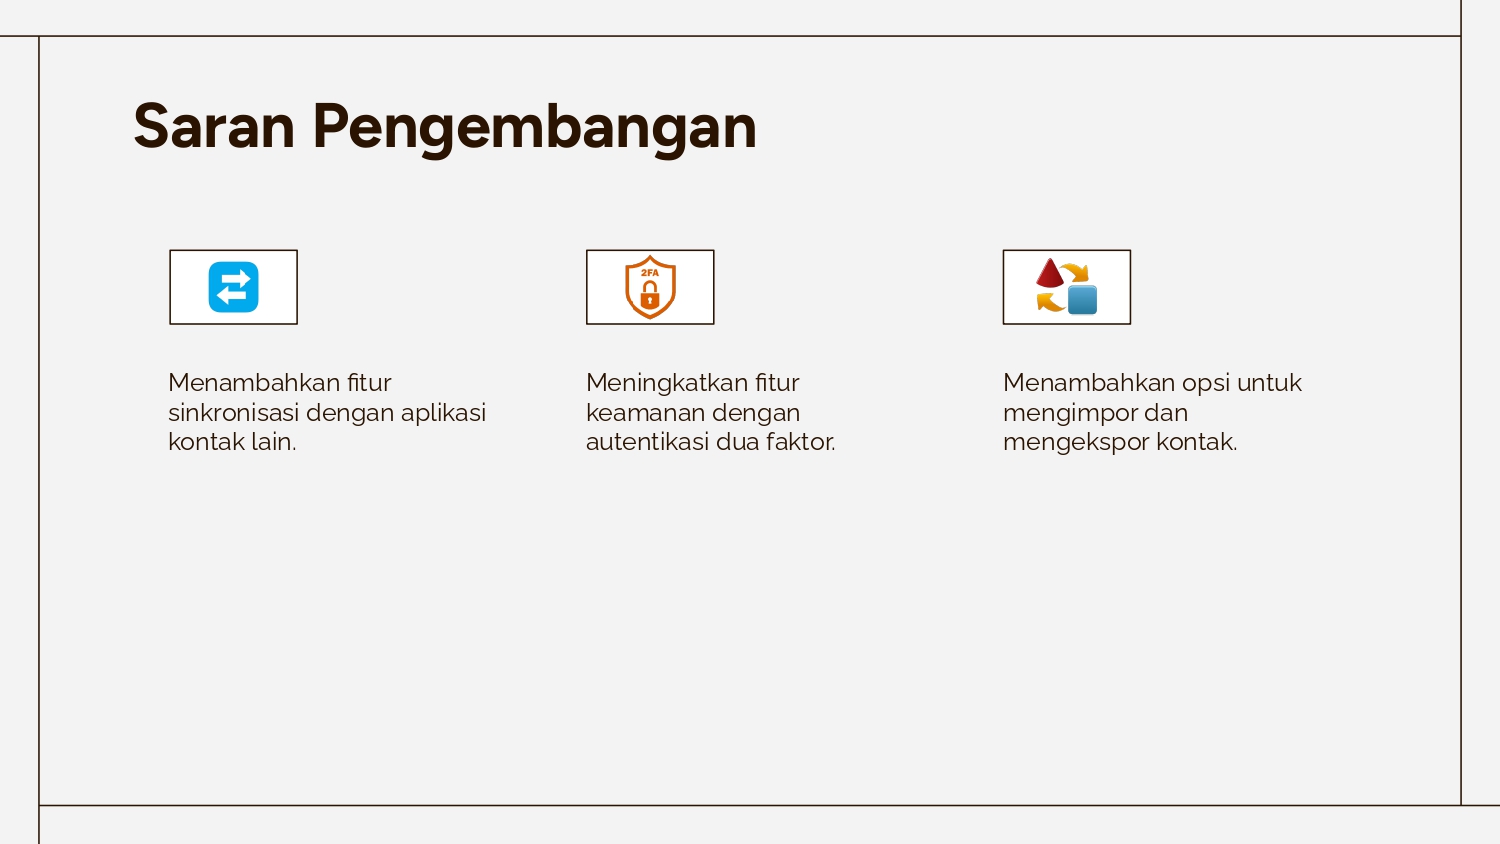 Saran Pengembangan
2FA
Menambahkan fitur
sinkronisasi dengan aplikasi
kontak lain.
Meningkatkan fitur
keamanan dengan
autentikasi dua faktor.
Menambahkan opsi untuk
mengimpor dan
mengekspor kontak.